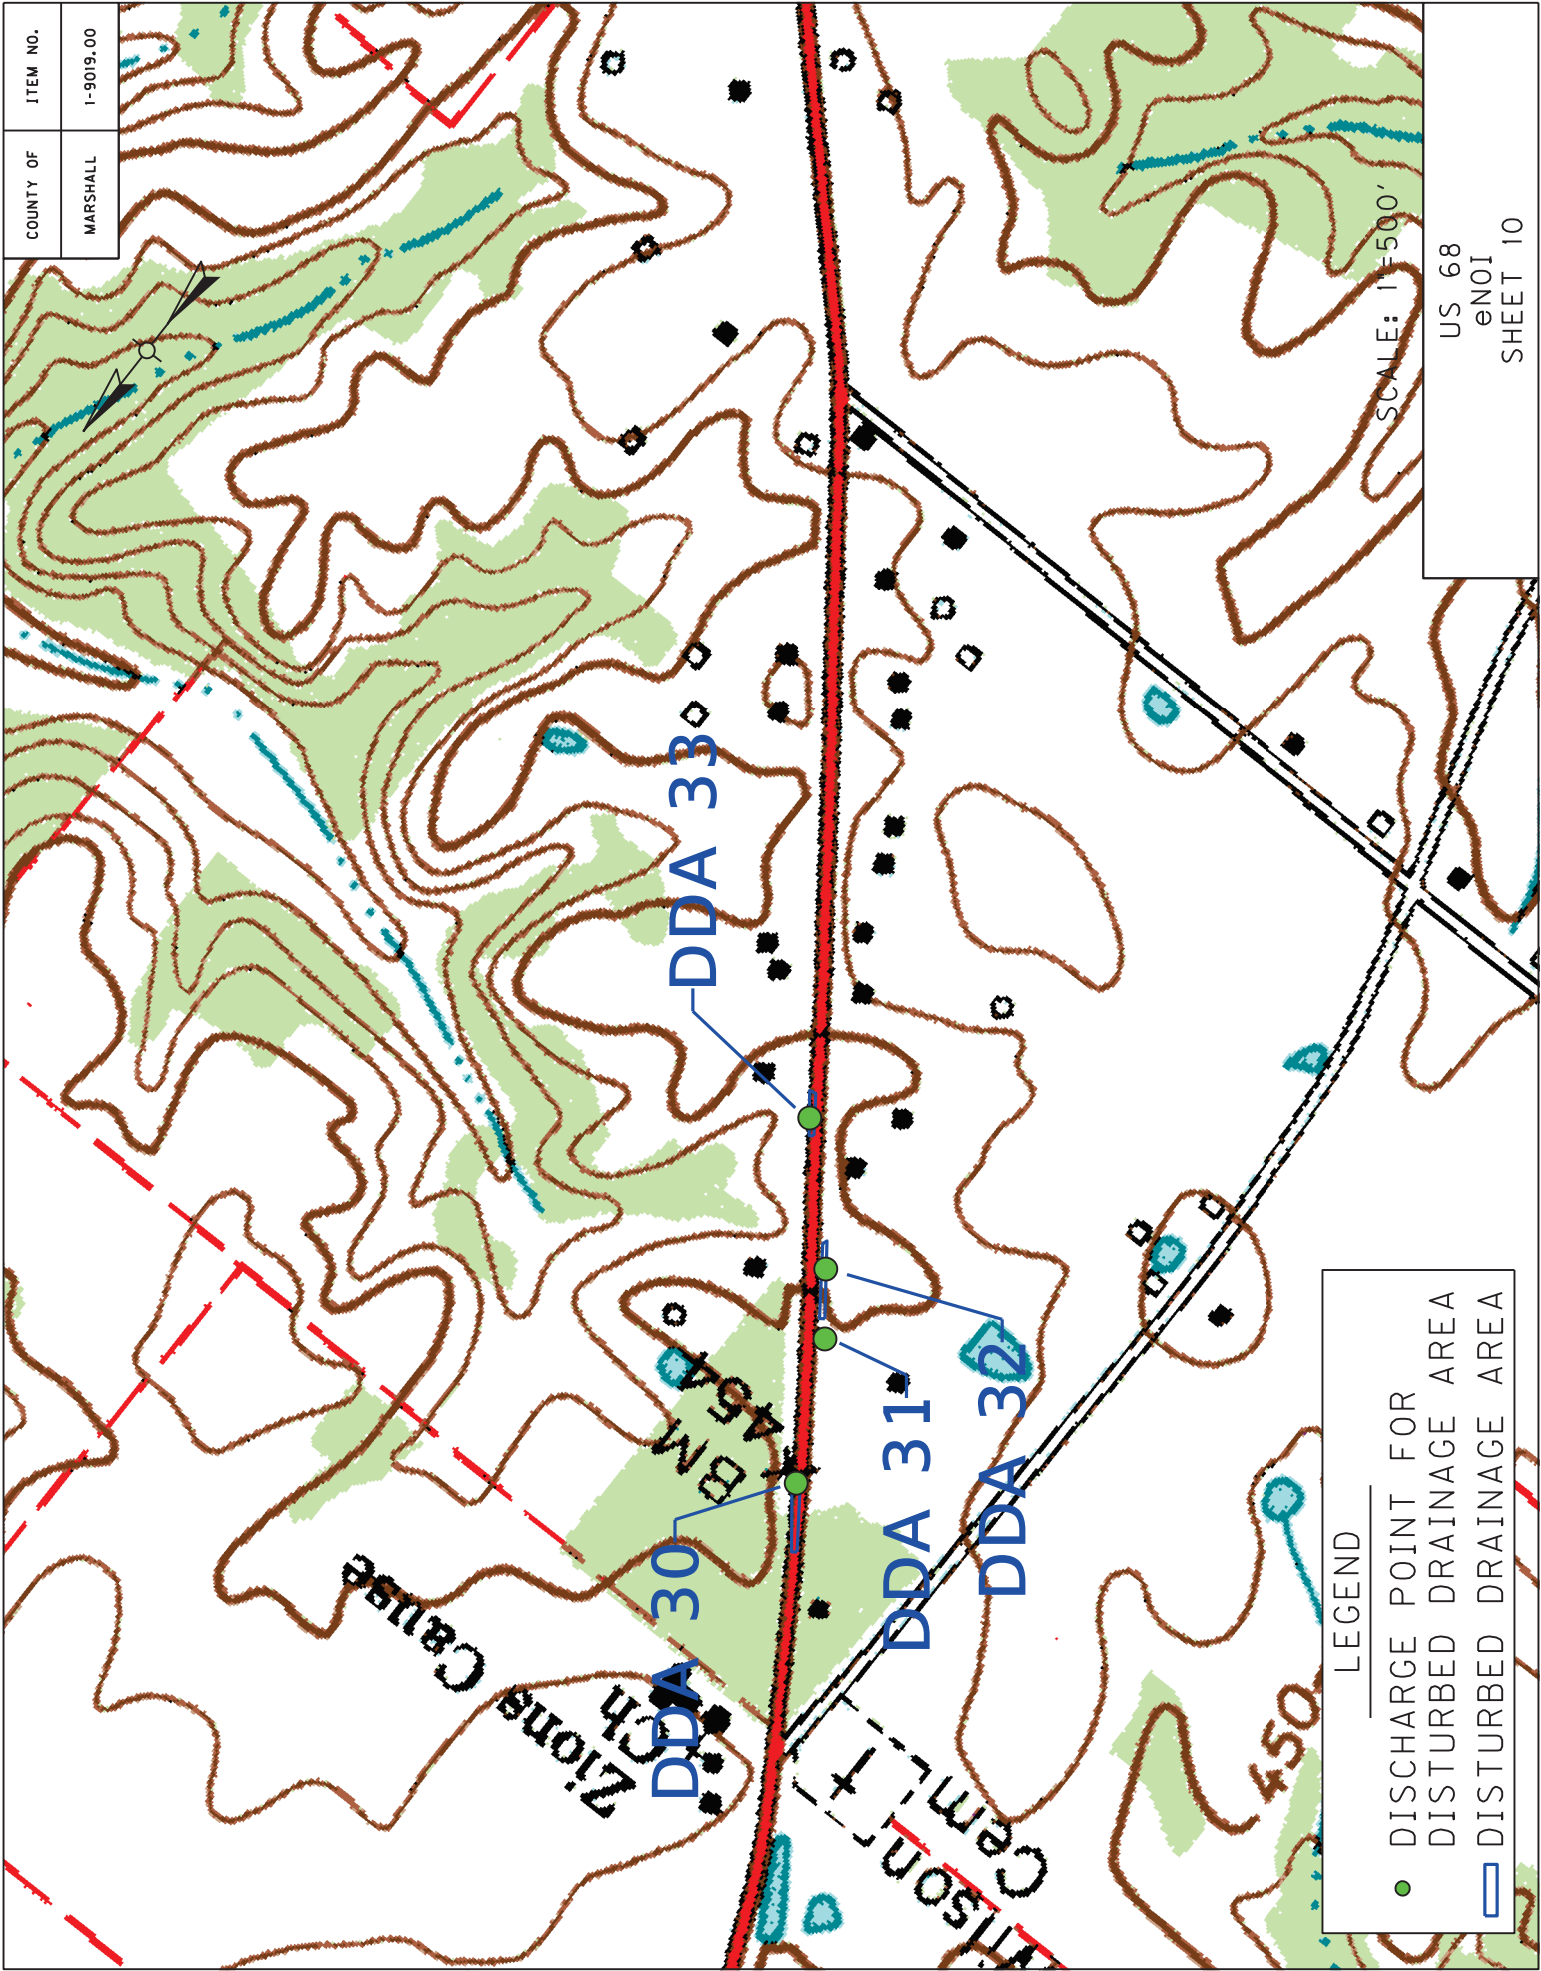 COUNTY OF
ITEM NO.
MARSHALL
1-9019.00
DDA 33
DDA 30
DDA 31
DDA 32
BM
454
Zions Cause
Ch
Wilson
Cem
450
SCALE: 1"=500'
US 68
eNOI
SHEET 10
LEGEND
DISCHARGE POINT FOR
DISTURBED DRAINAGE AREA
DISTURBED DRAINAGE AREA